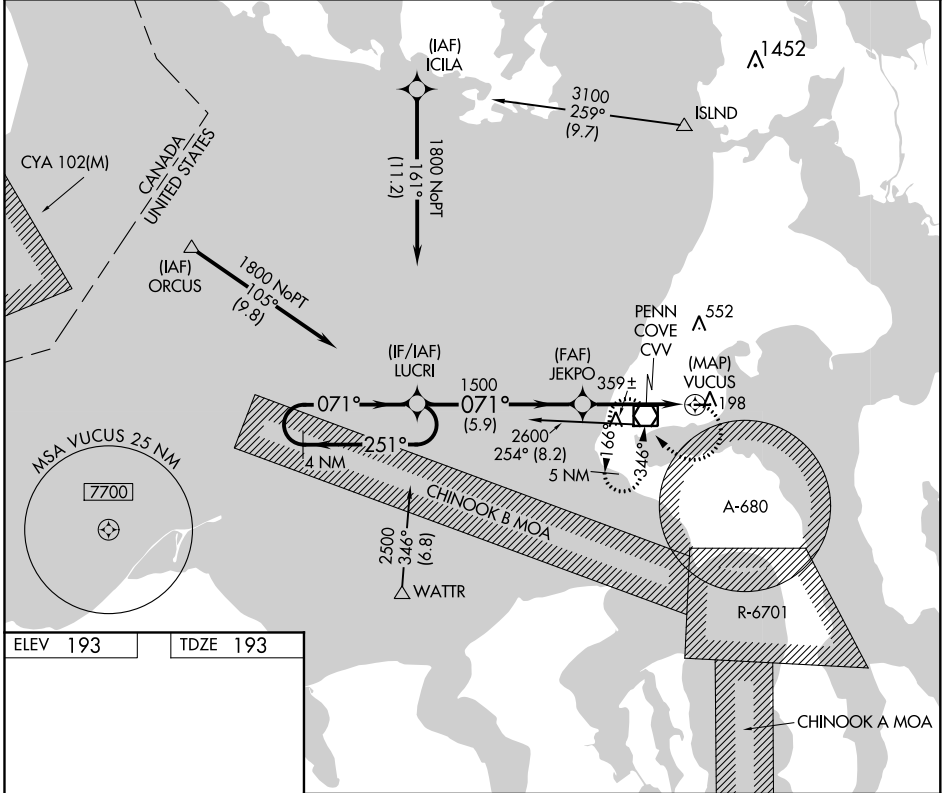 1452
(IAF)
ICILA
3100
259°
(9.7)
ISLND
CYA 102(M)
CANADA
UNITED STATES
1800 NoPT
161°
(11.2)
(IAF)
ORCUS
1800 NoPT
105°
(9.8)
PENN
COVE
CVV
552
(IF/IAF)
LUCRI
(FAF)
JEKPO
359±
(MAP)
VUCUS
198
071°
1500
071°
(5.9)
2600
254° (8.2)
166°
346°
251°
4 NM
5 NM
MSA VUCUS 25 NM
7700
CHINOOK B MOA
A-680
2500
346°
(6.8)
WATTR
R-6701
ELEV 193
TDZE 193
CHINOOK A MOA